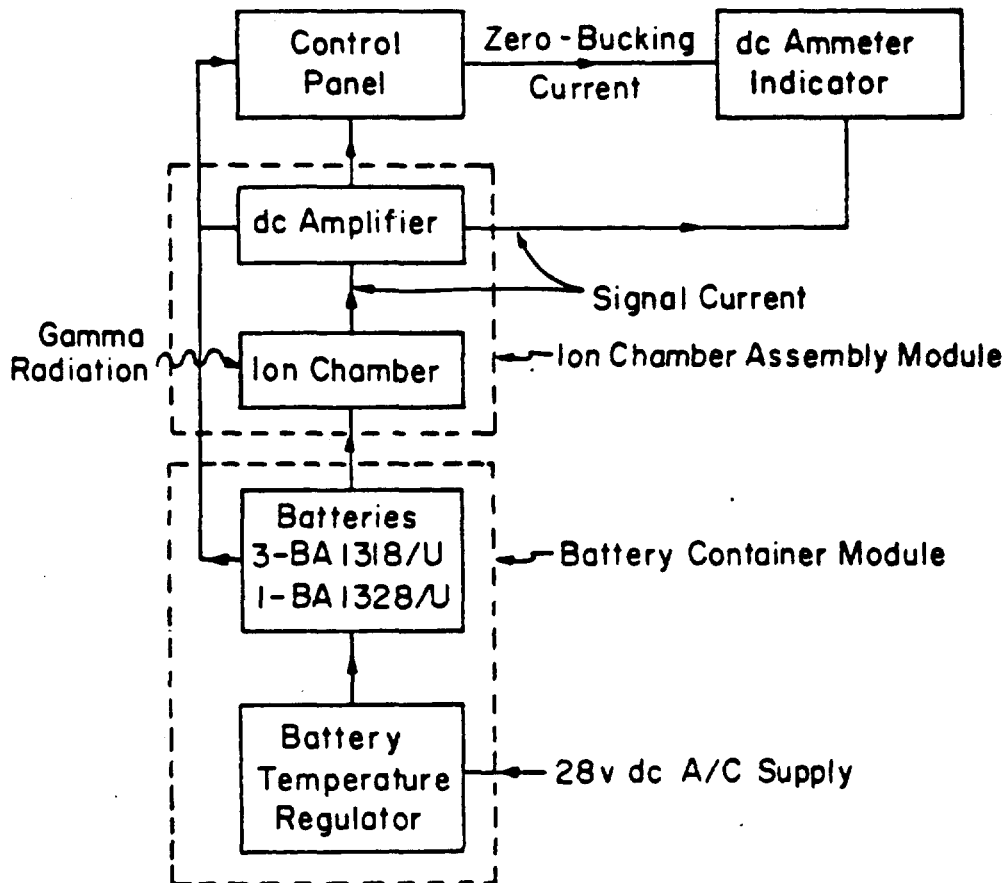 Control
Panel
Zero-Bucking
Current
dc Ammeter
Indicator
dc Amplifier
Signal Current
Gamma
Radiation
Ion Chamber
Ion Chamber Assembly Module
Batteries
3-BA1318/U
1-BA1328/U
Battery Container Module
Battery
Temperature
Regulator
28v dc A/C Supply